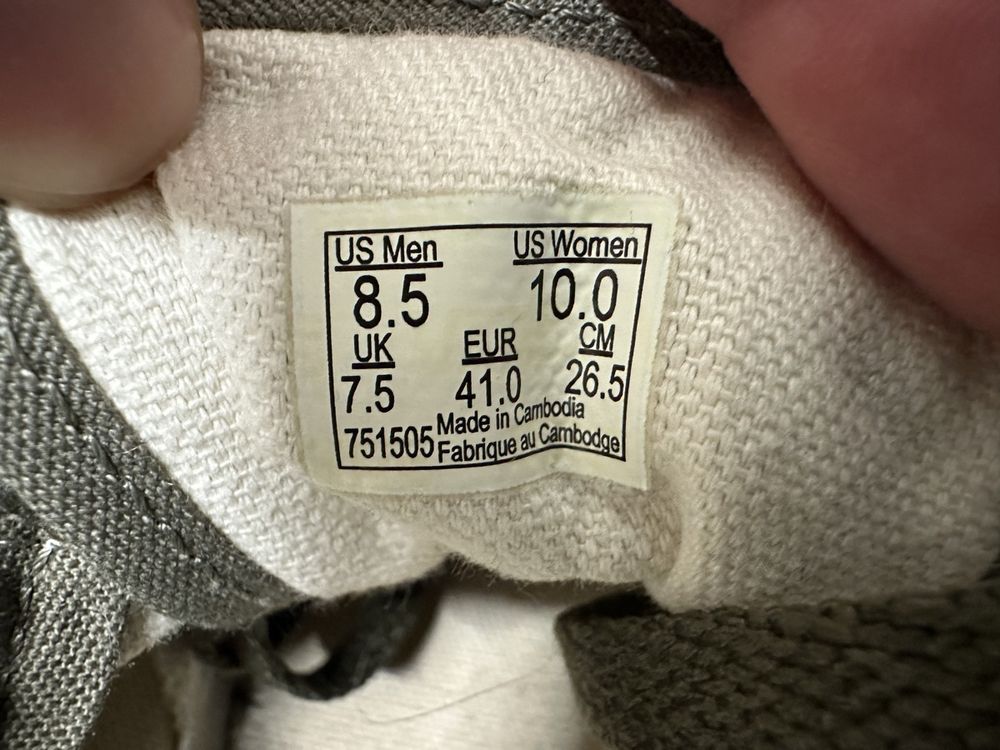 US Men US Women
8.5 10.0
UK EUR CM
7.5 41.0 26.5
Made in Cambodia
751505 Fabrique au Cambodge